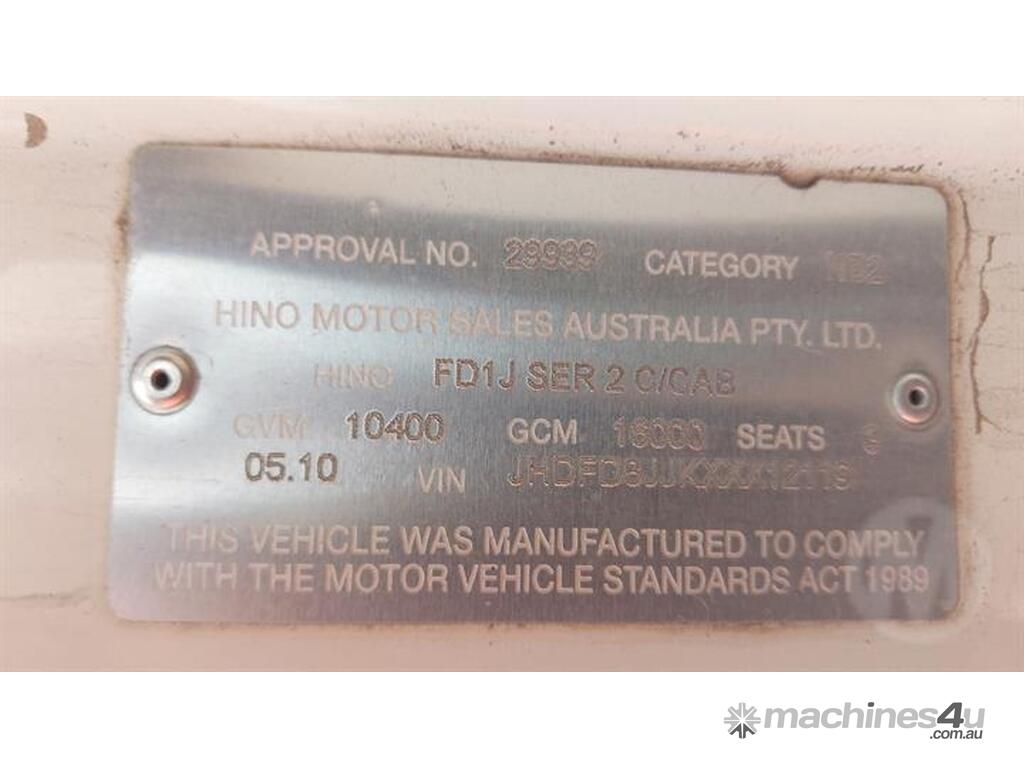 APPROVAL NO. 29939 CATEGORY NB2
HINO MOTOR SALES AUSTRALIA PTY. LTD.
HINO FD1J SER 2 C/CAB
GVM 10400 GCM 16000 SEATS
05.10 VIN
THIS VEHICLE WAS MANUFACTURED TO COMPLY
WITH THE MOTOR VEHICLE STANDARDS ACT 1989
machines4u
.com.au